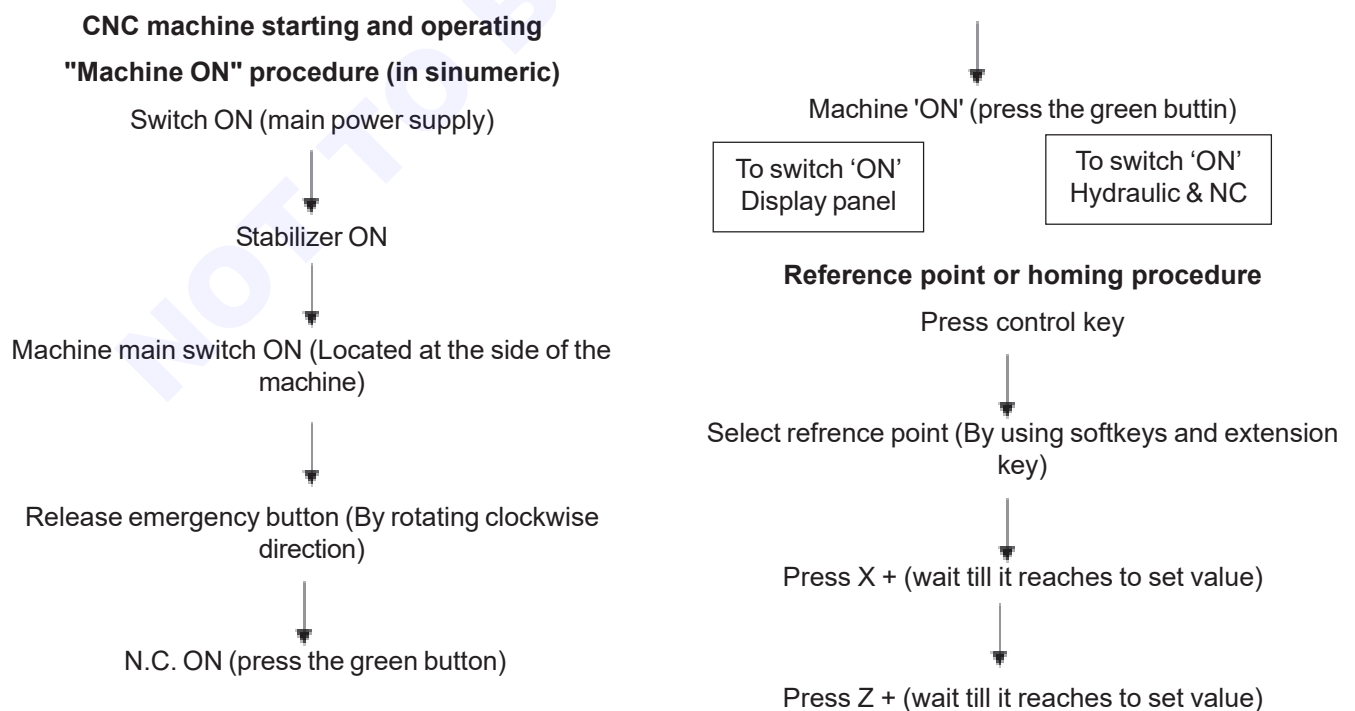 CNC machine starting and operating
"Machine ON" procedure (in sinumeric)
Switch ON (main power supply)
Stabilizer ON
Machine main switch ON (Located at the side of the
machine)
Release emergency button (By rotating clockwise
direction)
N.C. ON (press the green button)
Machine 'ON' (press the green buttin)
To switch ‘ON’
Display panel
To switch ‘ON’
Hydraulic & NC
Reference point or homing procedure
Press control key
Select refrence point (By using softkeys and extension
key)
Press X + (wait till it reaches to set value)
Press Z + (wait till it reaches to set value)
NOT TO B